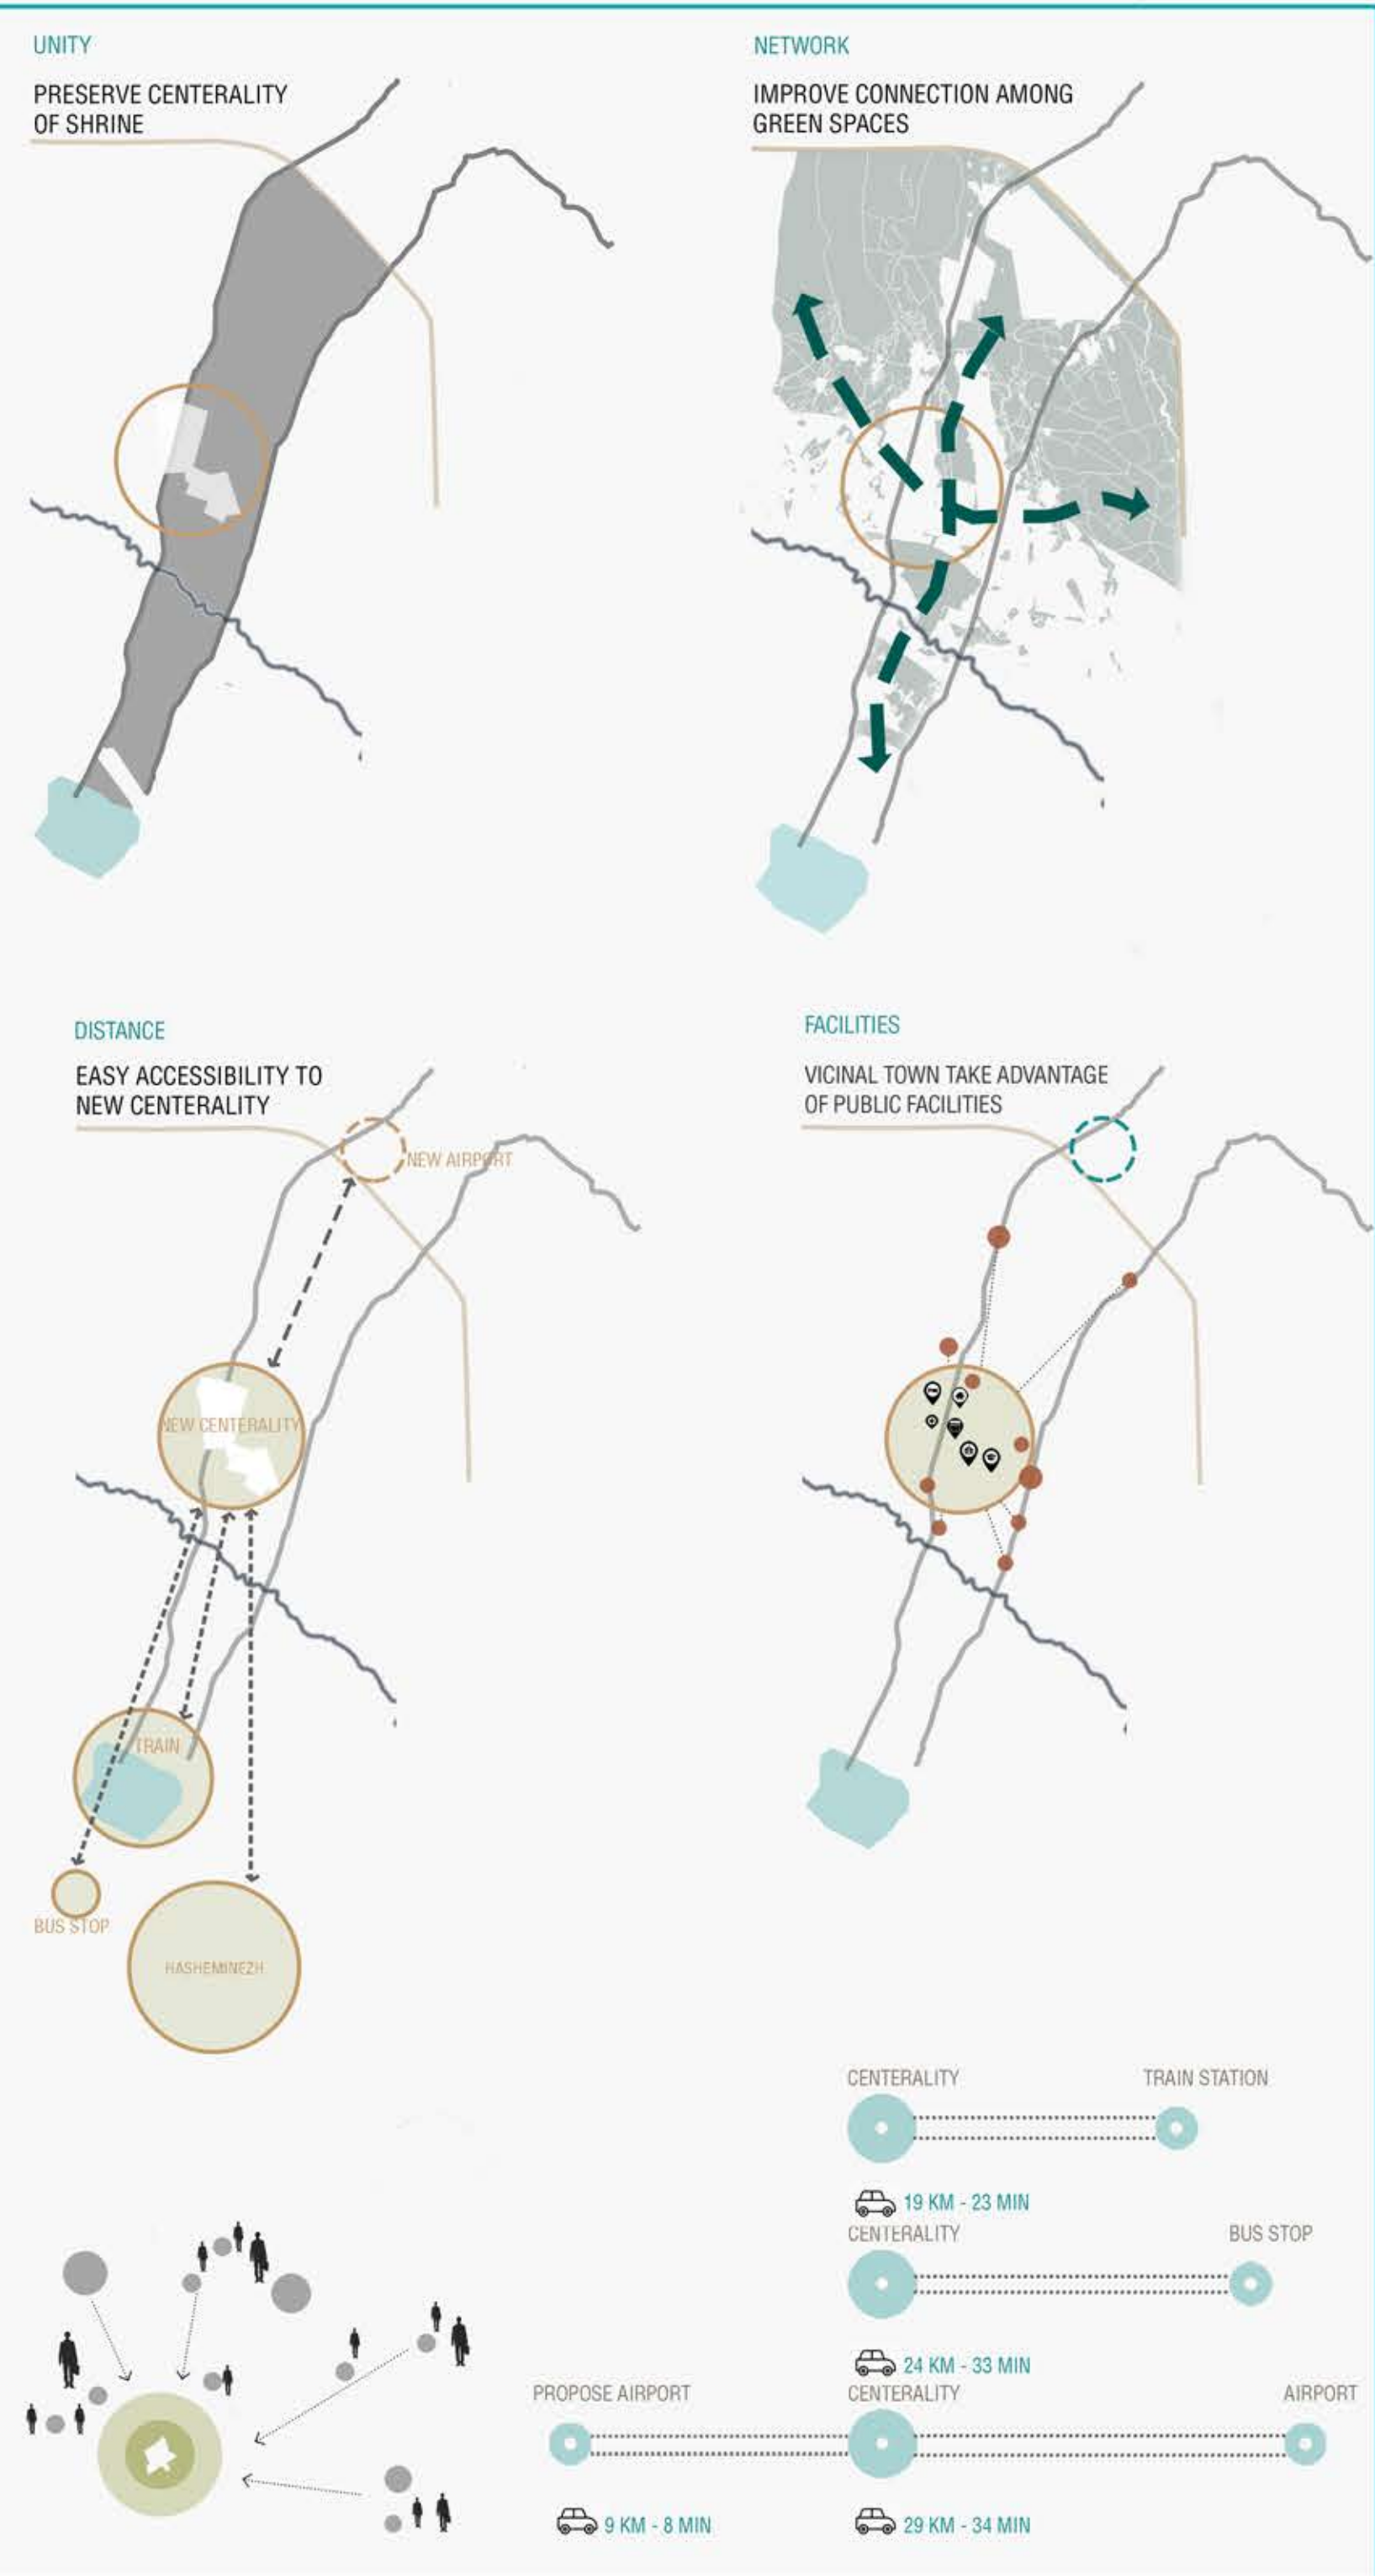 UNITY
PRESERVE CENTERALITY
OF SHRINE
NETWORK
IMPROVE CONNECTION AMONG
GREEN SPACES
DISTANCE
EASY ACCESSIBILITY TO
NEW CENTERALITY
NEW AIRPORT
NEW CENTERALITY
TRAIN
BUS STOP
HASHEMINEZH
FACILITIES
VICINAL TOWN TAKE ADVANTAGE
OF PUBLIC FACILITIES
CENTERALITY
TRAIN STATION
19 KM - 23 MIN
CENTERALITY
BUS STOP
24 KM - 33 MIN
PROPOSE AIRPORT
CENTERALITY
AIRPORT
9 KM - 8 MIN
29 KM - 34 MIN